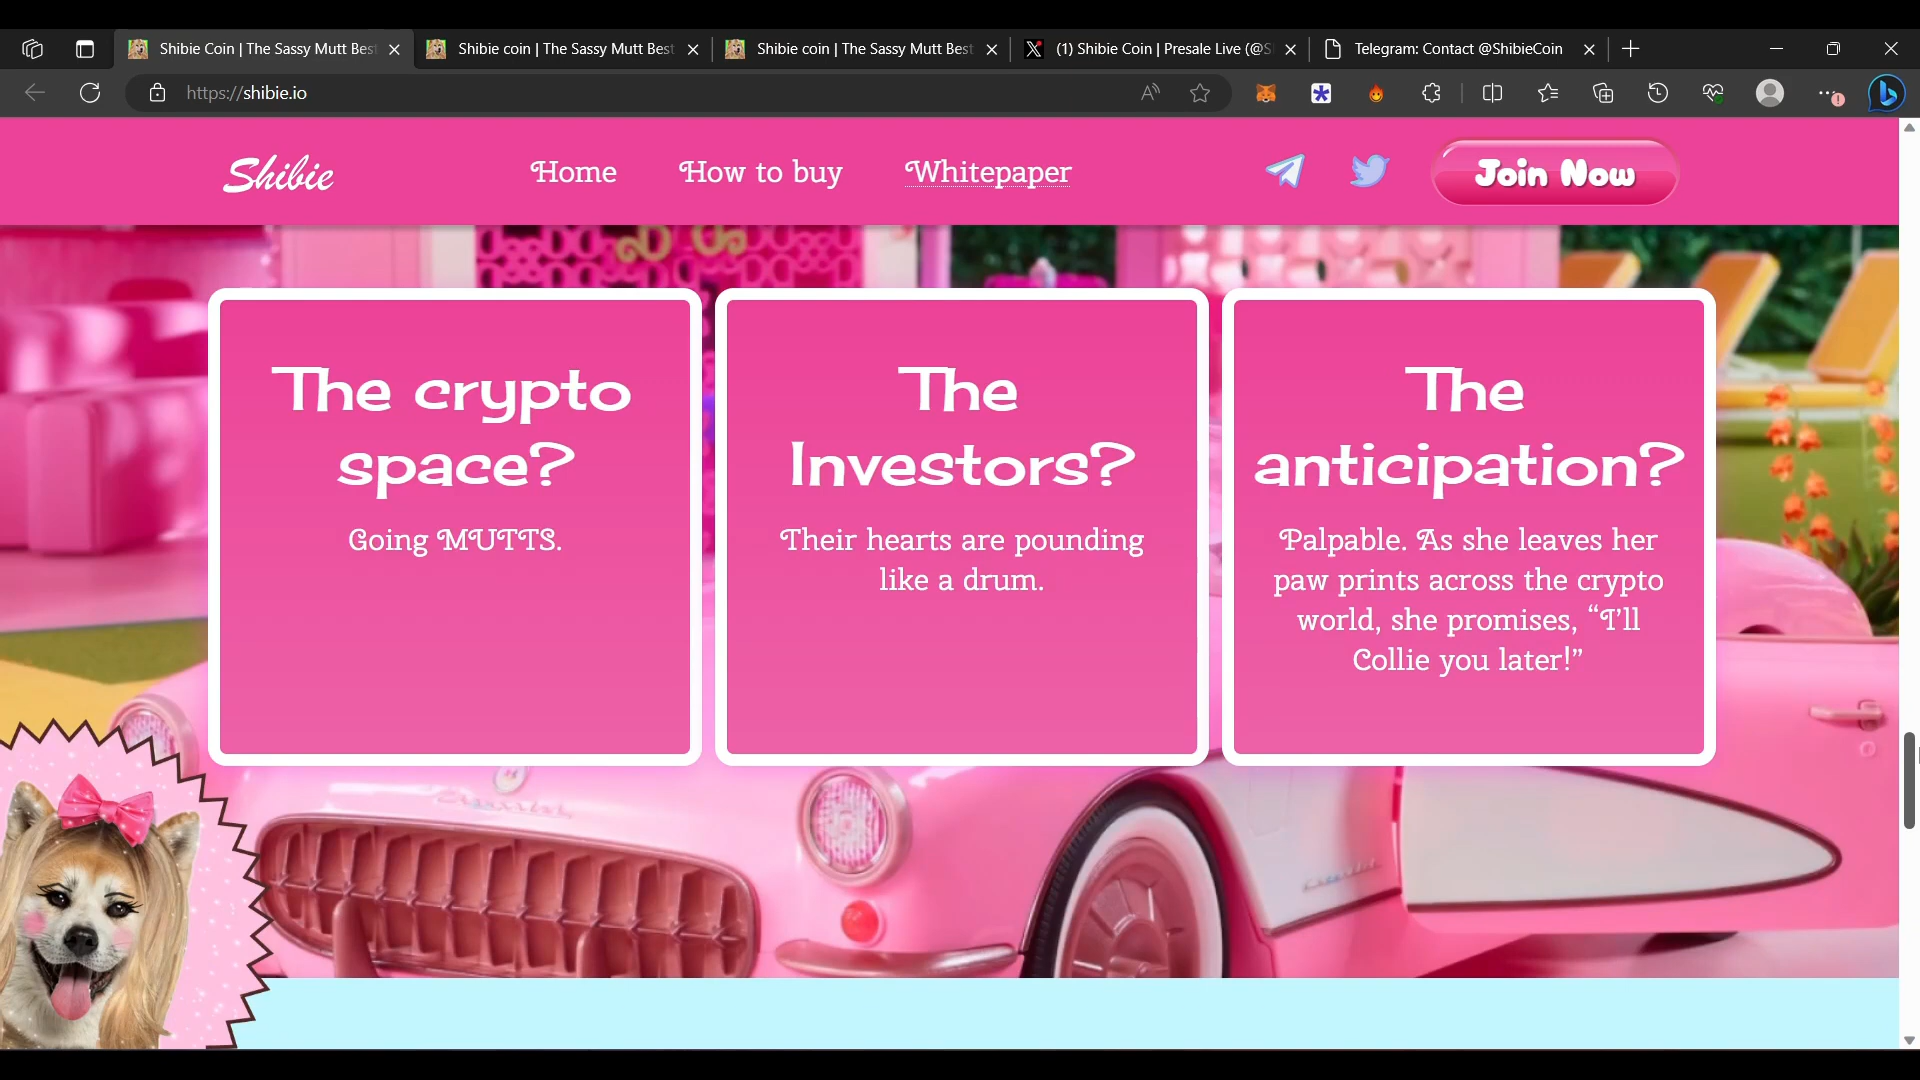 Shibie Coin | The Sassy Mutt Best
Shibie coin | The Sassy Mutt Best
Shibie coin | The Sassy Mutt Best
(1) Shibie Coin | Presale Live (@S
Telegram: Contact @ShibieCoin
https://shibie.io
Shibie
Home
How to buy
Whitepaper
Join Now
The crypto
space?
Going MUTTS.
The
Investors?
Their hearts are pounding
like a drum.
The
anticipation?
Palpable. As she leaves her
paw prints across the crypto
world, she promises, “I’ll
Collie you later!”